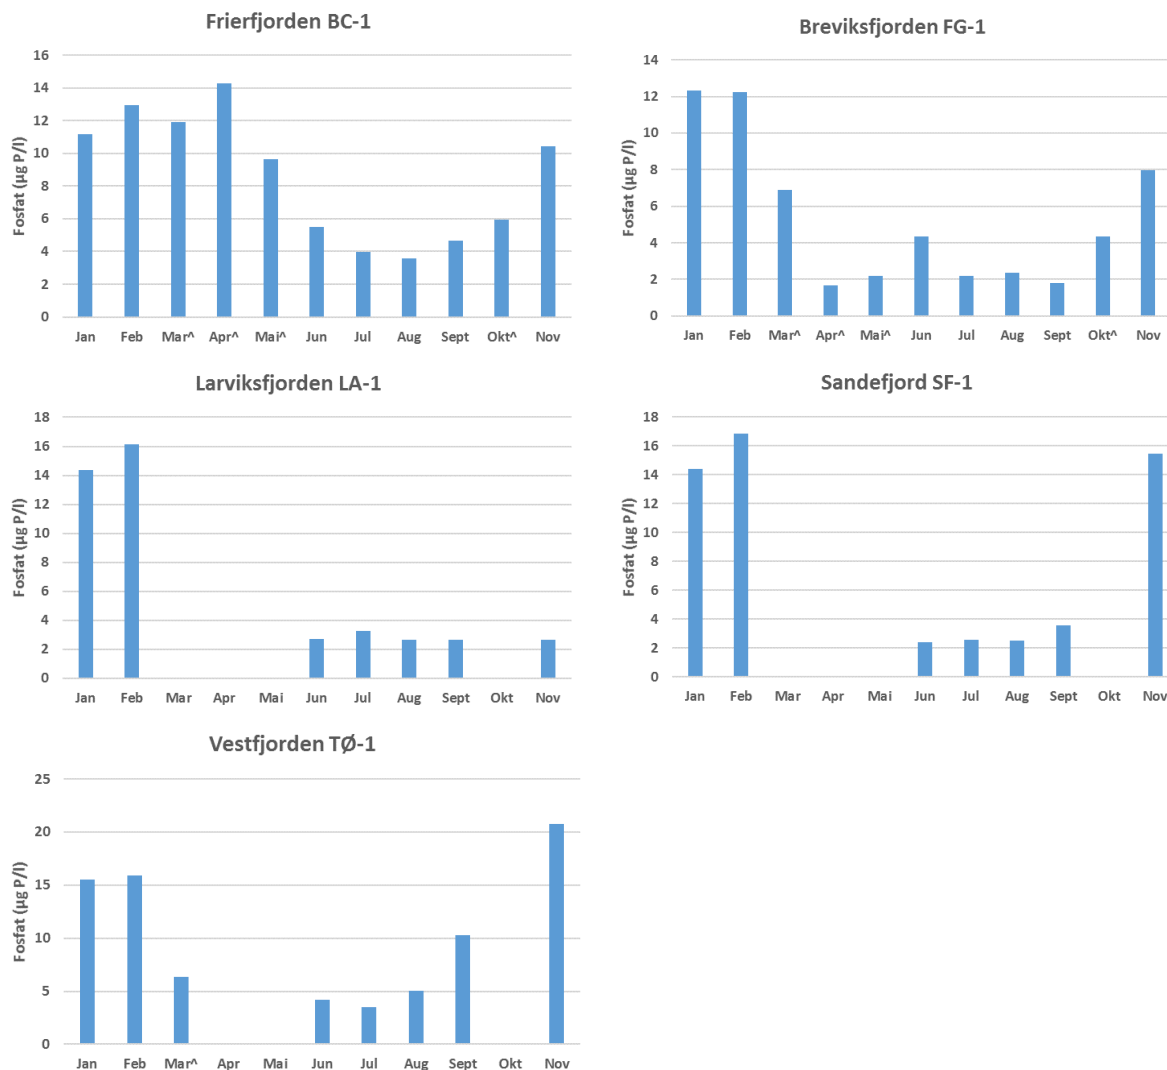 Frierfjorden BC-1
Fosfat (µg P/l)
16
14
12
10
8
6
4
2
0
Jan Feb Mar^ Apr^ Mai^ Jun Jul Aug Sept Okt^ Nov
Breviksfjorden FG-1
Fosfat (µg P/l)
14
12
10
8
6
4
2
0
Jan Feb Mar^ Apr^ Mai^ Jun Jul Aug Sept Okt^ Nov
Larviksfjorden LA-1
Fosfat (µg P/l)
18
16
14
12
10
8
6
4
2
0
Jan Feb Mar Apr Mai Jun Jul Aug Sept Okt Nov
Sandefjord SF-1
Fosfat (µg P/l)
18
16
14
12
10
8
6
4
2
0
Jan Feb Mar Apr Mai Jun Jul Aug Sept Okt Nov
Vestfjorden TØ-1
Fosfat (µg P/l)
25
20
15
10
5
0
Jan Feb Mar^ Apr Mai Jun Jul Aug Sept Okt Nov